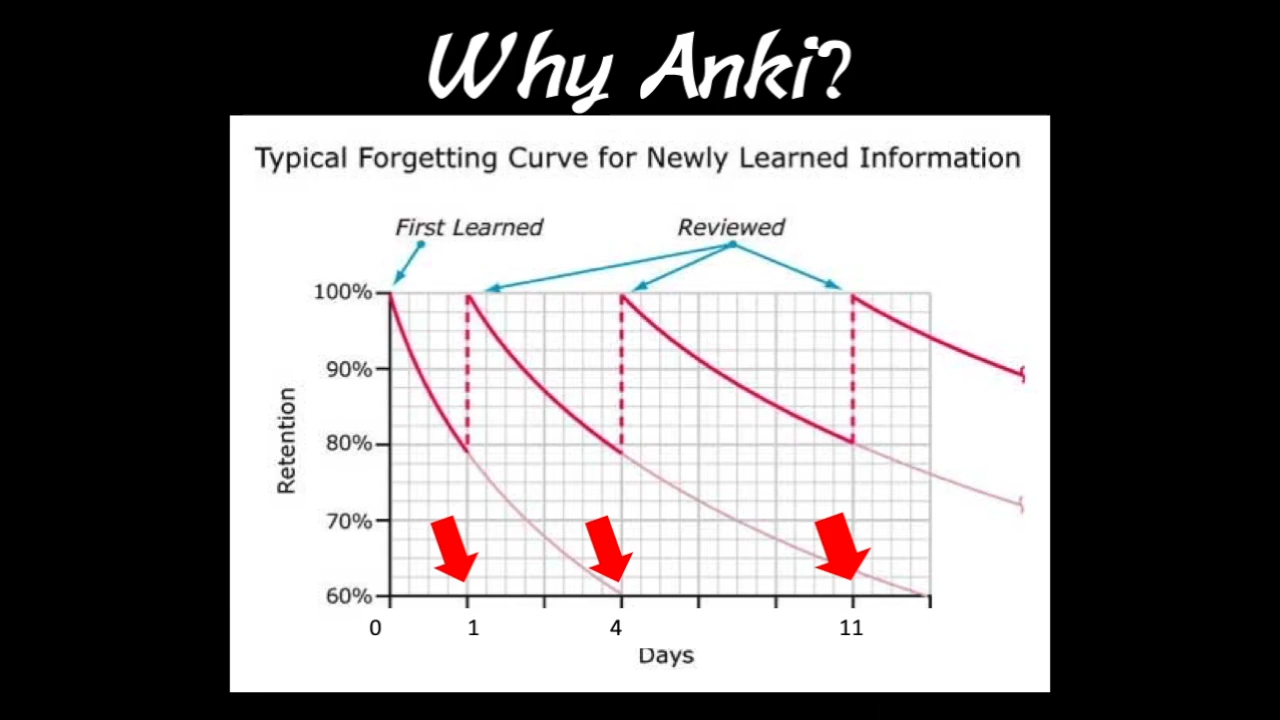 Why Anki?
Typical Forgetting Curve for Newly Learned Information
First Learned
Reviewed
100%
90%
80%
70%
60%
Retention
0 1 4 11
Days